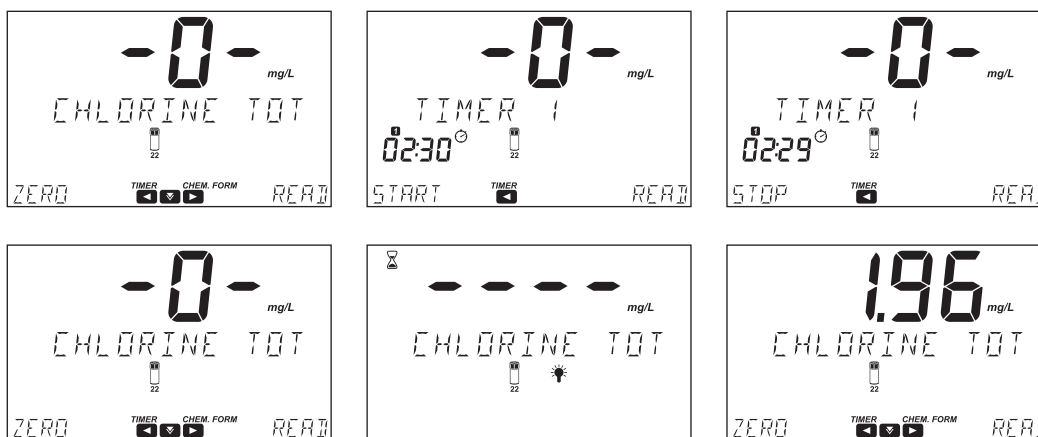 -0- mg/L
CHLORINE TOT
22
ZERO TIMER CHEM. FORM READ
-0- mg/L
TIMER 1
1
02:30 22
START TIMER READ
-0- mg/L
TIMER 1
1
02:29 22
STOP TIMER REA
-0- mg/L
CHLORINE TOT
22
ZERO TIMER CHEM. FORM READ
- - - - mg/L
CHLORINE TOT
22
1.96 mg/L
CHLORINE TOT
22
ZERO TIMER CHEM. FORM REA